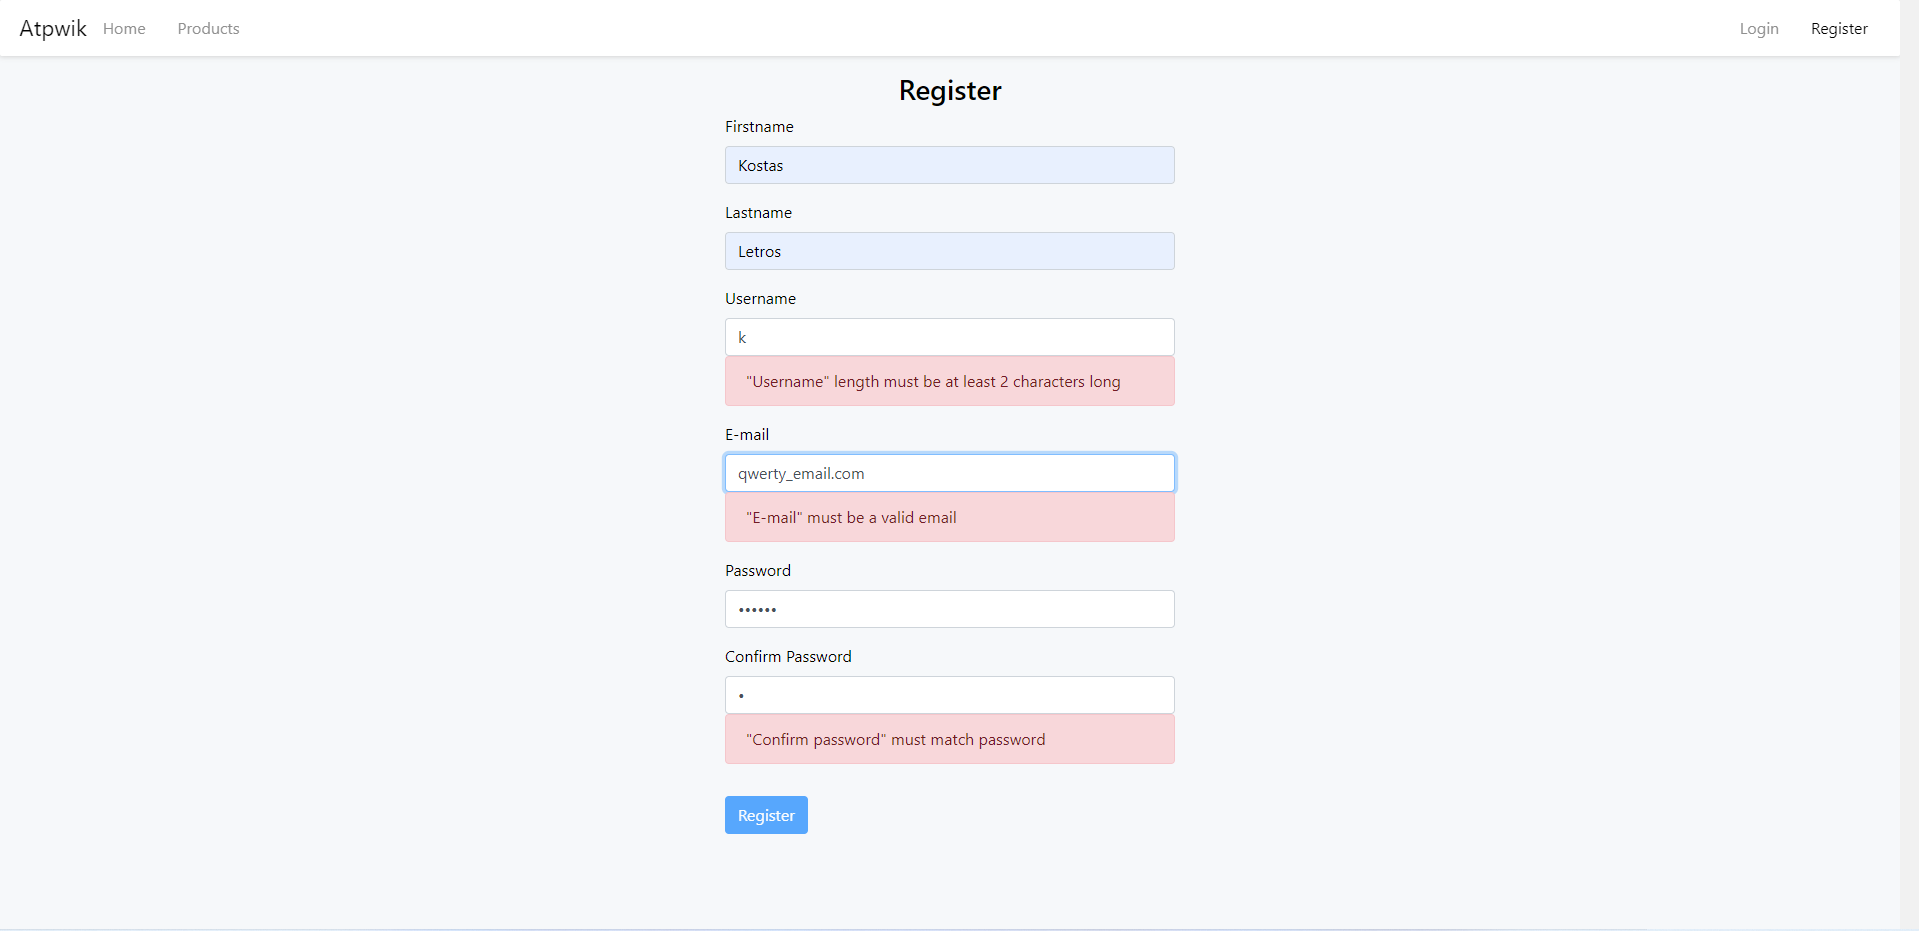 Atpwik Home Products Login Register
Register
Firstname
Kostas
Lastname
Letros
Username
k
"Username" length must be at least 2 characters long
E-mail
qwerty_email.com
"E-mail" must be a valid email
Password
••••••
Confirm Password
•
"Confirm password" must match password
Register